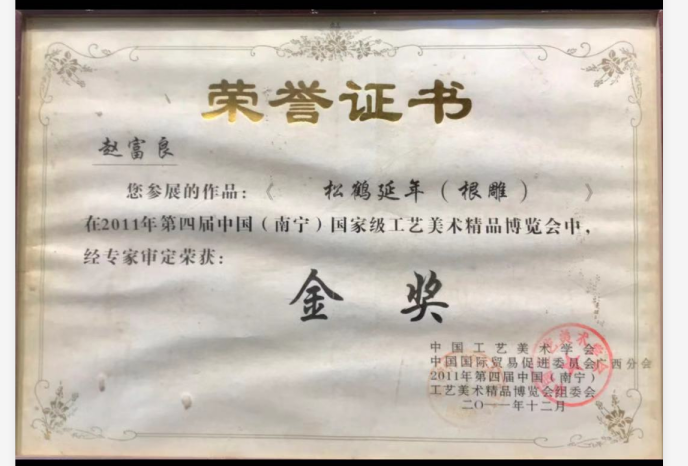 荣誉证书
赵富良
您参展的作品：《 松鹤延年（根雕） 》
在2011年第四届中国（南宁）国家级工艺美术精品博览会中，
经专家审定荣获：
金奖
中国工艺美术学会
中国国际贸易促进委员会广西分会
2011年第四届中国（南宁）
工艺美术精品博览会组委会
二〇一一年十二月